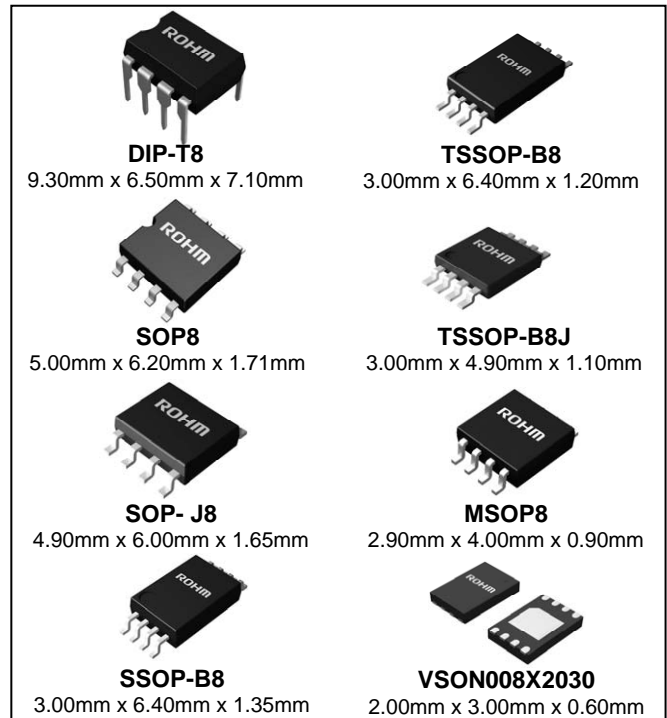 ROHM
DIP-T8
9.30mm x 6.50mm x 7.10mm
ROHM
TSSOP-B8
3.00mm x 6.40mm x 1.20mm
ROHM
SOP8
5.00mm x 6.20mm x 1.71mm
ROHM
TSSOP-B8J
3.00mm x 4.90mm x 1.10mm
ROHM
SOP- J8
4.90mm x 6.00mm x 1.65mm
ROHM
MSOP8
2.90mm x 4.00mm x 0.90mm
ROHM
SSOP-B8
3.00mm x 6.40mm x 1.35mm
ROHM
VSON008X2030
2.00mm x 3.00mm x 0.60mm